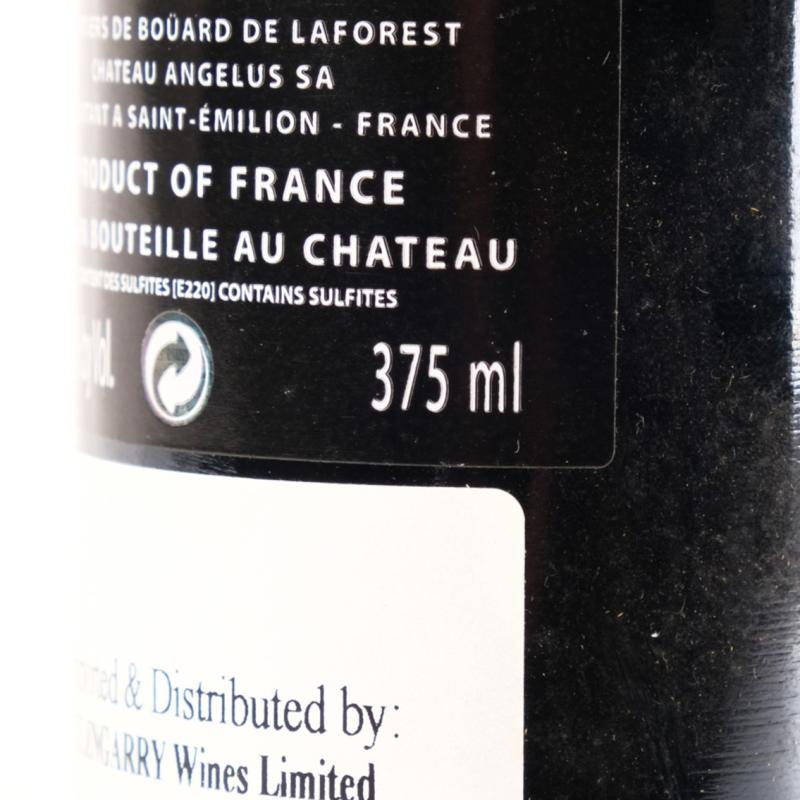 DE BOÜARD DE LAFOREST
CHATEAU ANGELUS SA
A SAINT-ÉMILION - FRANCE
PRODUCT OF FRANCE
BOUTEILLE AU CHATEAU
DES SULFITES [E220] CONTAINS SULFITES
Vol.
375 ml
& Distributed by:
Wines Limited